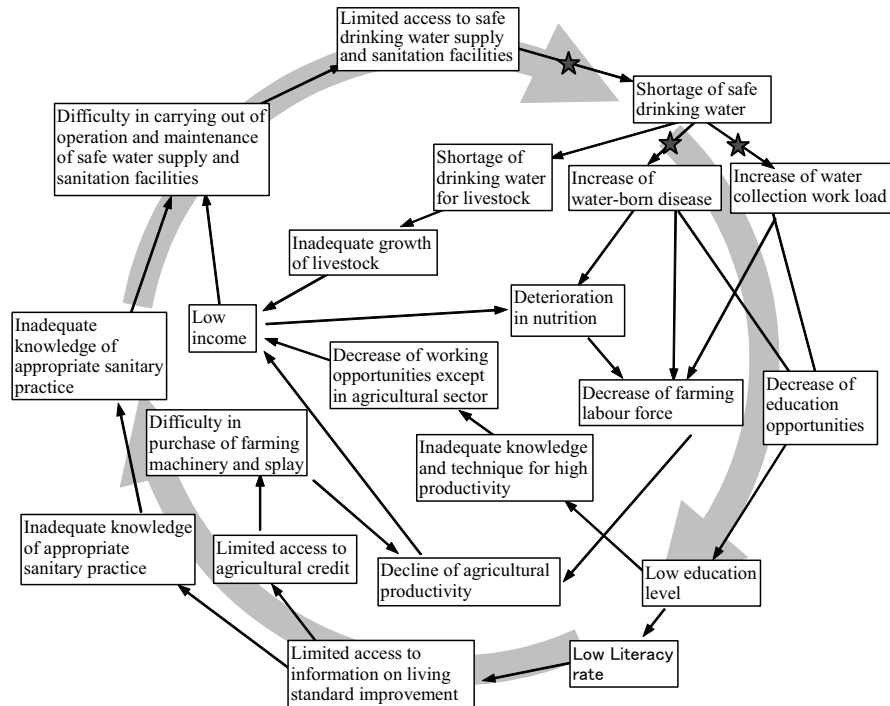 Limited access to safe
drinking water supply
and sanitation facilities
Shortage of safe
drinking water
Difficulty in carrying out of
operation and maintenance
of safe water supply and
sanitation facilities
Shortage of
drinking water
for livestock
Increase of
water-born disease
Increase of water
collection work load
Inadequate growth
of livestock
Low
income
Deterioration
in nutrition
Inadequate
knowledge of
appropriate sanitary
practice
Decrease of working
opportunities except
in agricultural sector
Decrease of farming
labour force
Decrease of
education
opportunities
Difficulty in
purchase of farming
machinery and splay
Inadequate knowledge
and technique for high
productivity
Inadequate knowledge
of appropriate
sanitary practice
Limited access to
agricultural credit
Decline of agricultural
productivity
Low education
level
Limited access to
information on living
standard improvement
Low Literacy
rate